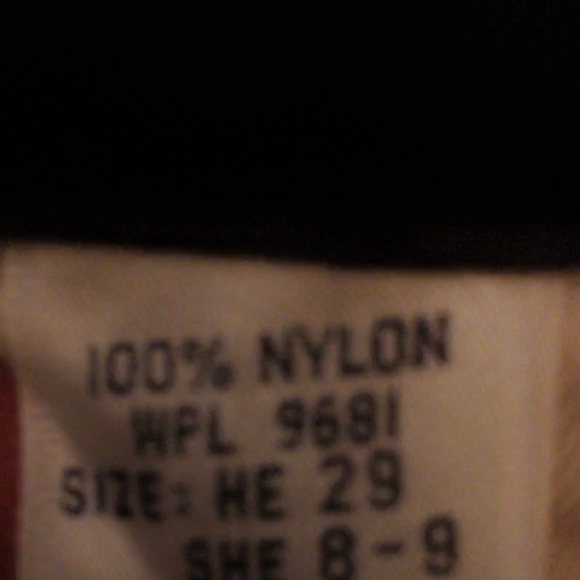 100% NYLON
WPL 9681
SIZE: HE 29
SHE 8-9